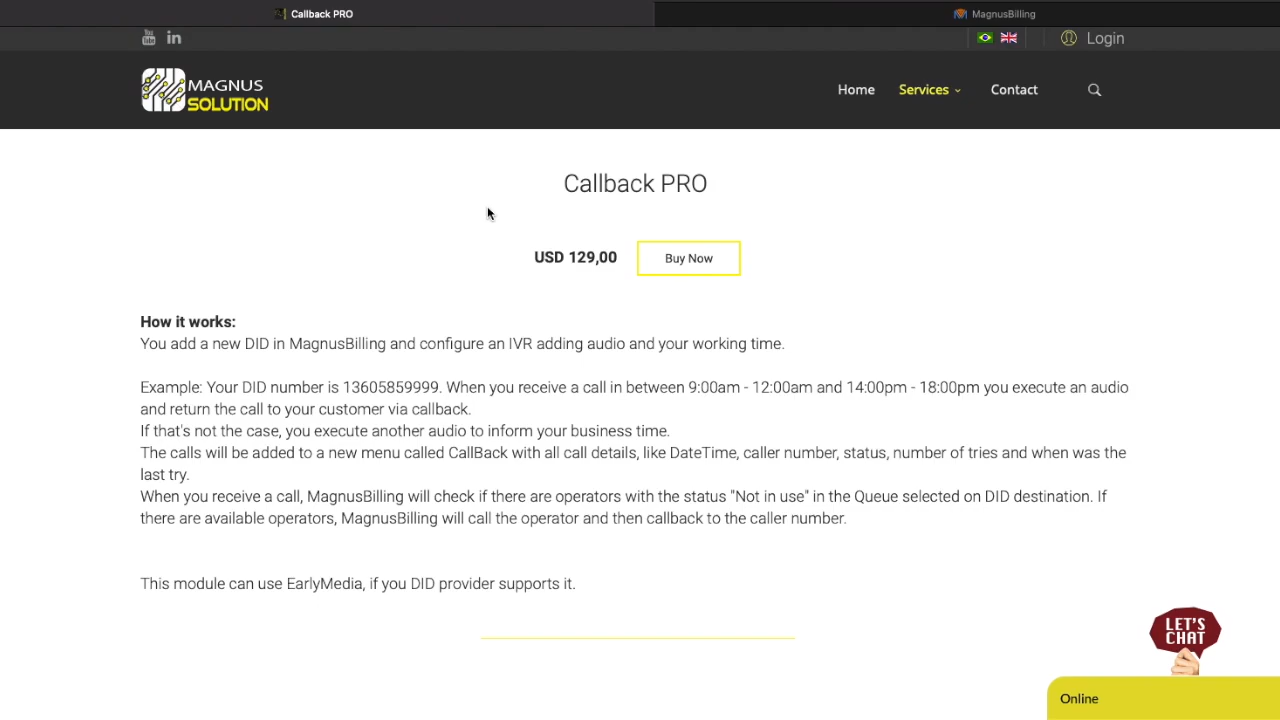 Callback PRO
MagnusBilling
You Tube in
Login
MAGNUS
SOLUTION
Home Services Contact
Callback PRO
USD 129,00 Buy Now
How it works:
You add a new DID in MagnusBilling and configure an IVR adding audio and your working time.
Example: Your DID number is 13605859999. When you receive a call in between 9:00am - 12:00am and 14:00pm - 18:00pm you execute an audio
and return the call to your customer via callback.
If that's not the case, you execute another audio to inform your business time.
The calls will be added to a new menu called CallBack with all call details, like DateTime, caller number, status, number of tries and when was the
last try.
When you receive a call, MagnusBilling will check if there are operators with the status "Not in use" in the Queue selected on DID destination. If
there are available operators, MagnusBilling will call the operator and then callback to the caller number.
This module can use EarlyMedia, if you DID provider supports it.
LET'S
CHAT
Online